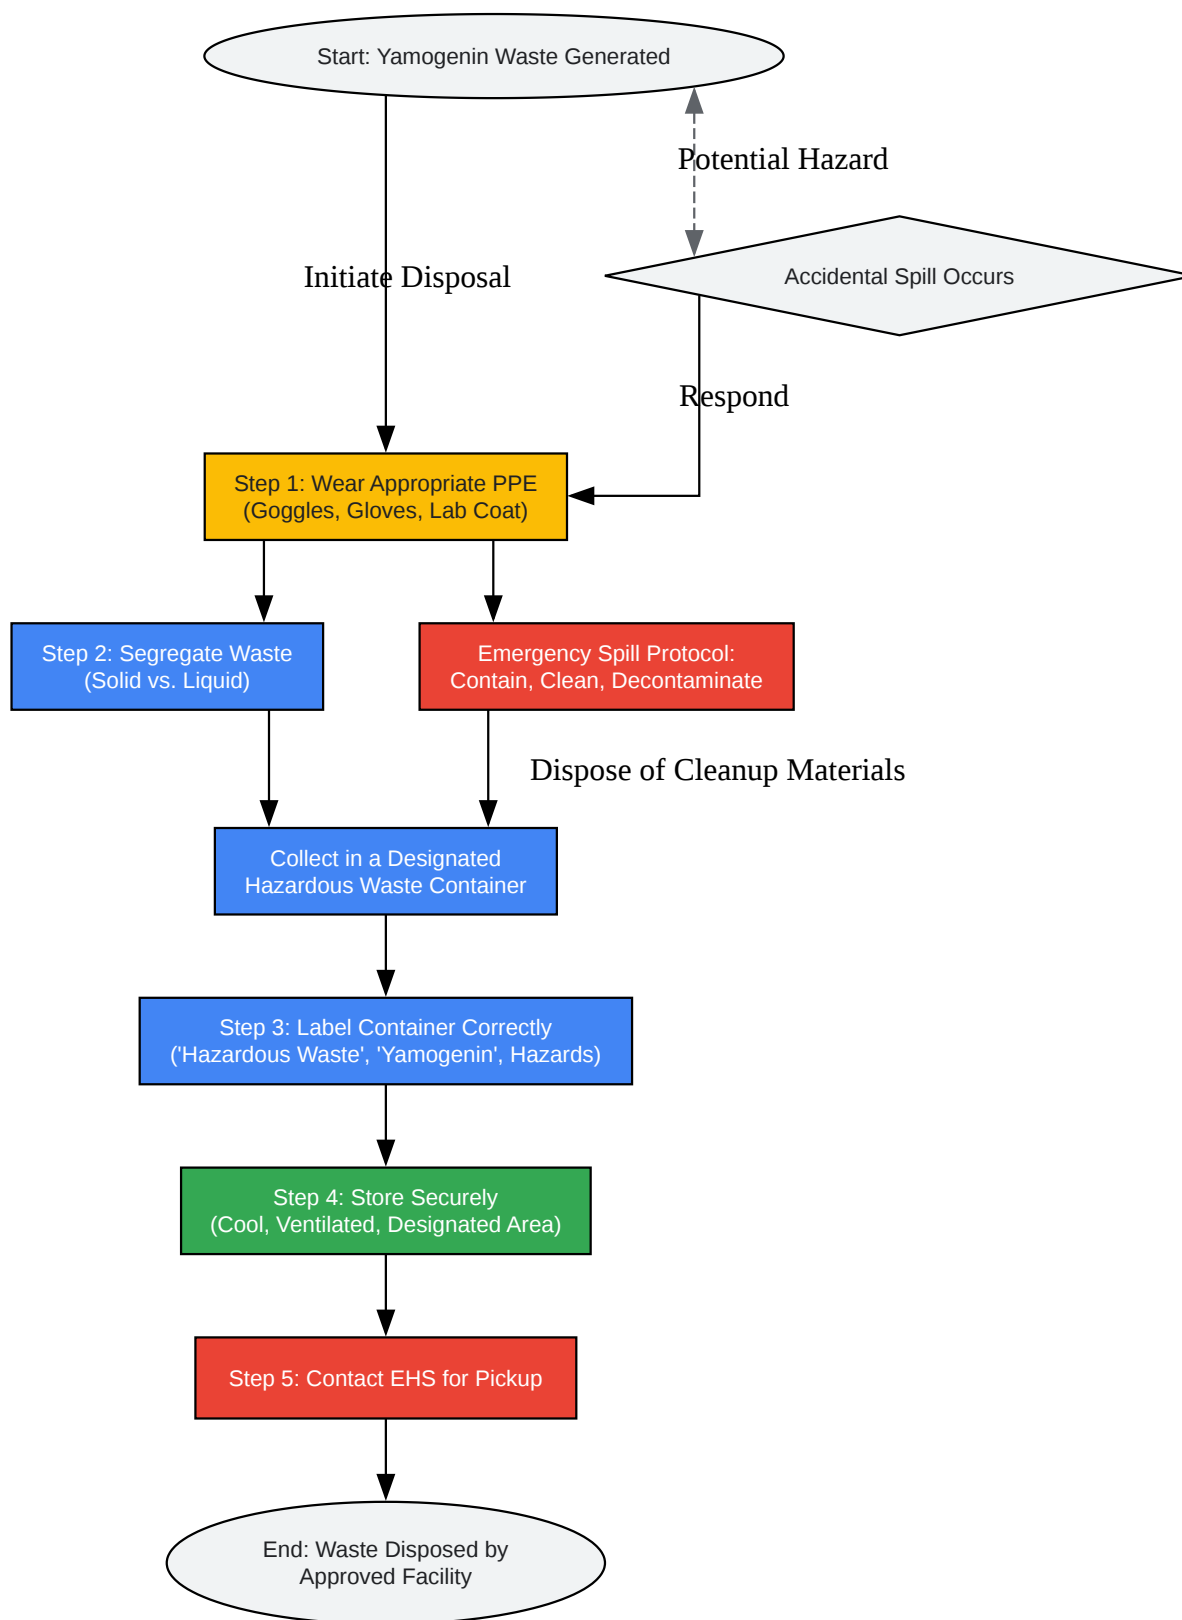 Start: Yamogenin Waste Generated
Potential Hazard
Initiate Disposal
Accidental Spill Occurs
Respond
Step 1: Wear Appropriate PPE
(Goggles, Gloves, Lab Coat)
Step 2: Segregate Waste
(Solid vs. Liquid)
Emergency Spill Protocol:
Contain, Clean, Decontaminate
Dispose of Cleanup Materials
Collect in a Designated
Hazardous Waste Container
Step 3: Label Container Correctly
('Hazardous Waste', 'Yamogenin', Hazards)
Step 4: Store Securely
(Cool, Ventilated, Designated Area)
Step 5: Contact EHS for Pickup
End: Waste Disposed by
Approved Facility